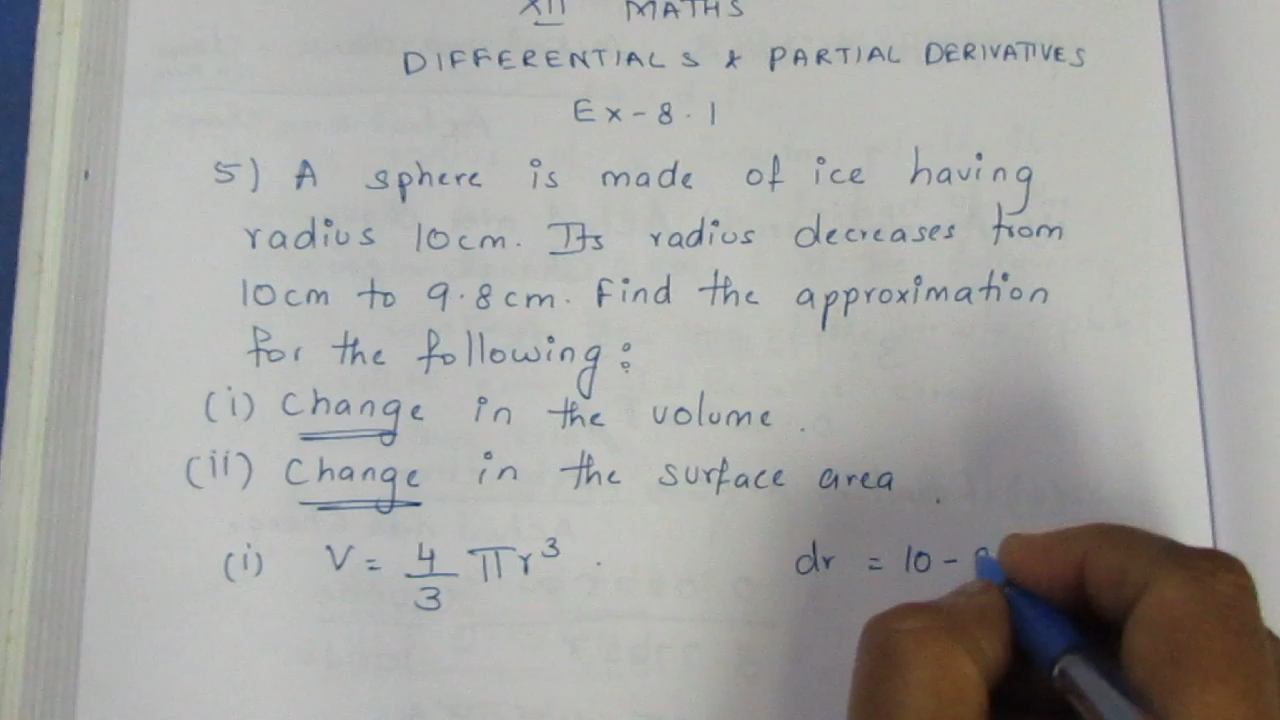 XII MATHS
DIFFERENTIALS & PARTIAL DERIVATIVES
Ex-8.1
5) A sphere is made of ice having
radius 10cm. Its radius decreases from
10cm to 9.8cm. Find the approximation
for the following:
(i) Change in the volume.
(ii) Change in the surface area.
(i) V = 4/3 πr³. dr = 10 -